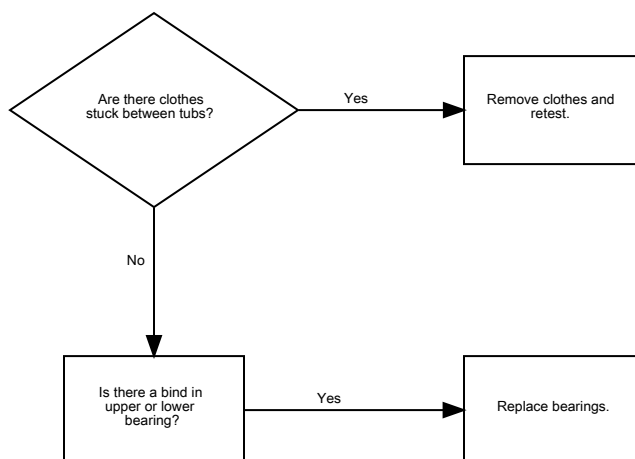 Are there clothes
stuck between tubs?
Yes
Remove clothes and
retest.
No
Is there a bind in
upper or lower
bearing?
Yes
Replace bearings.